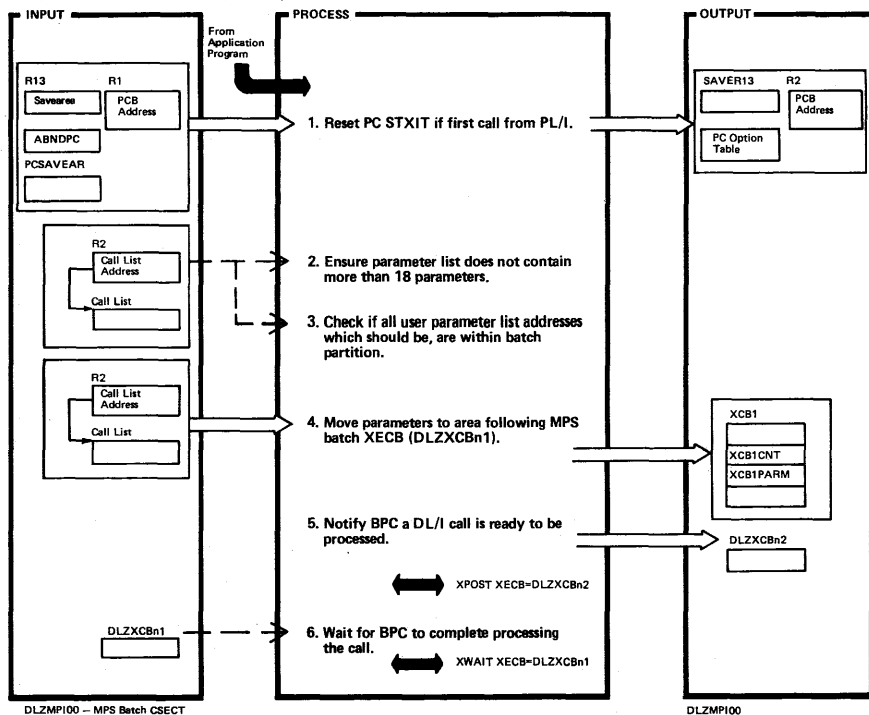 INPUT
PROCESS
OUTPUT
From
Application
Program
R13
R1
Savearea
PCB
Address
ABNDPC
PCSAVEAR
1. Reset PC STXIT if first call from PL/I.
SAVER13
R2
PCB
Address
PC Option
Table
R2
Call List
Address
Call List
2. Ensure parameter list does not contain
more than 18 parameters.
3. Check if all user parameter list addresses
which should be, are within batch
partition.
R2
Call List
Address
Call List
4. Move parameters to area following MPS
batch XECB (DLZXCBn1).
XCB1
XCB1CNT
XCB1PARM
5. Notify BPC a DL/I call is ready to be
processed.
DLZXCBn2
XPOST XECB=DLZXCBn2
DLZXCBn1
6. Wait for BPC to complete processing
the call.
XWAIT XECB=DLZXCBn1
DLZMPI00 – MPS Batch CSECT
DLZMPI00